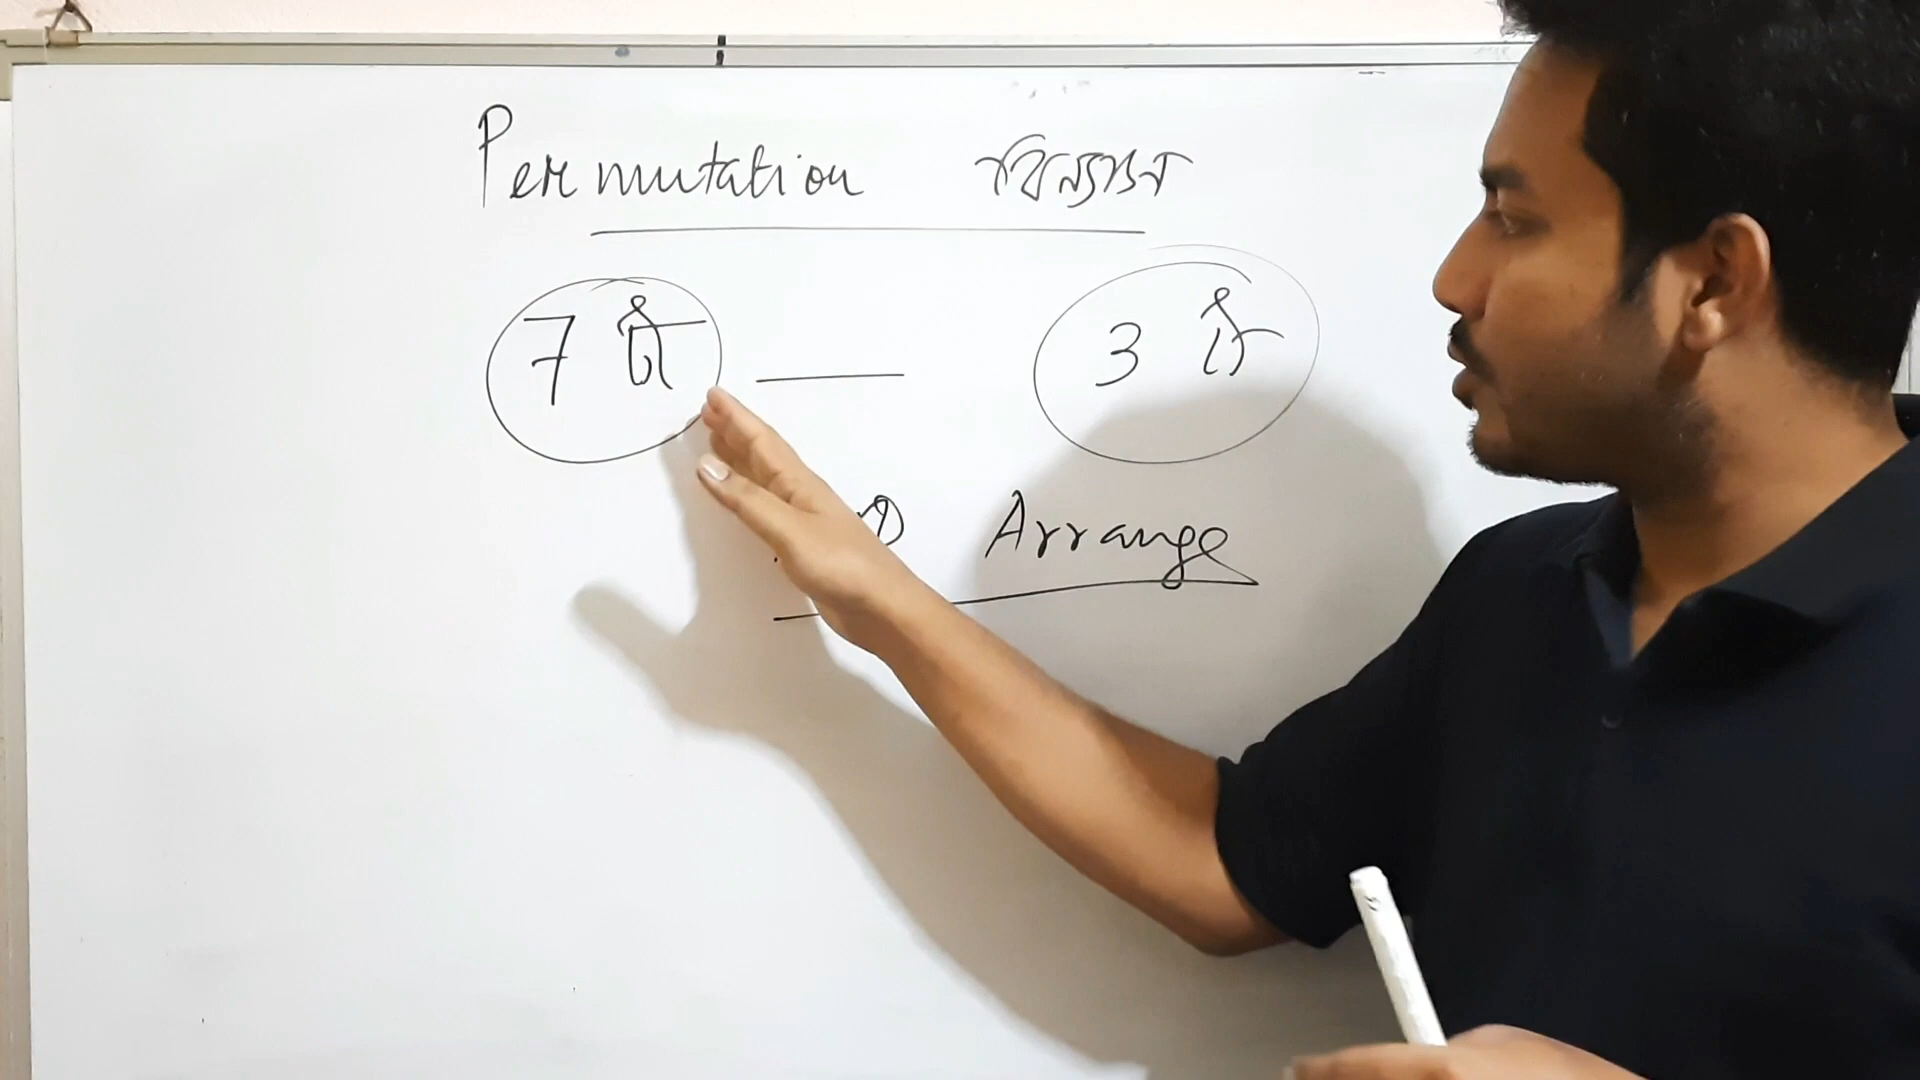 Permutation বিন্যাস
7 টি 3 টি
Arrange